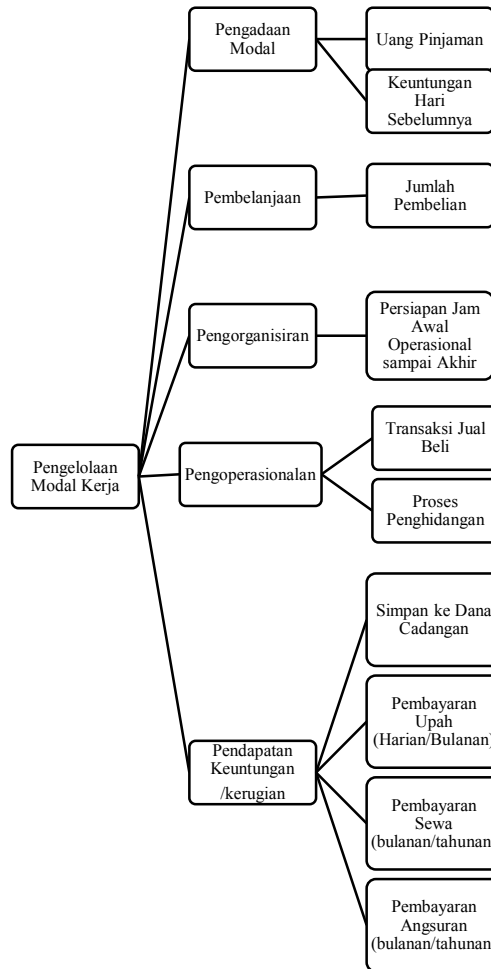 Pengadaan
Modal
Uang Pinjaman
Keuntungan
Hari
Sebelumnya
Pembelanjaan
Jumlah
Pembelian
Pengorganisiran
Persiapan Jam
Awal
Operasional
sampai Akhir
Pengelolaan
Modal Kerja
Pengoperasionalan
Transaksi Jual
Beli
Proses
Penghidangan
Pendapatan
Keuntungan
/kerugian
Simpan ke Dana
Cadangan
Pembayaran
Upah
(Harian/Bulanan)
Pembayaran
Sewa
(bulanan/tahunan
Pembayaran
Angsuran
(bulanan/tahunan